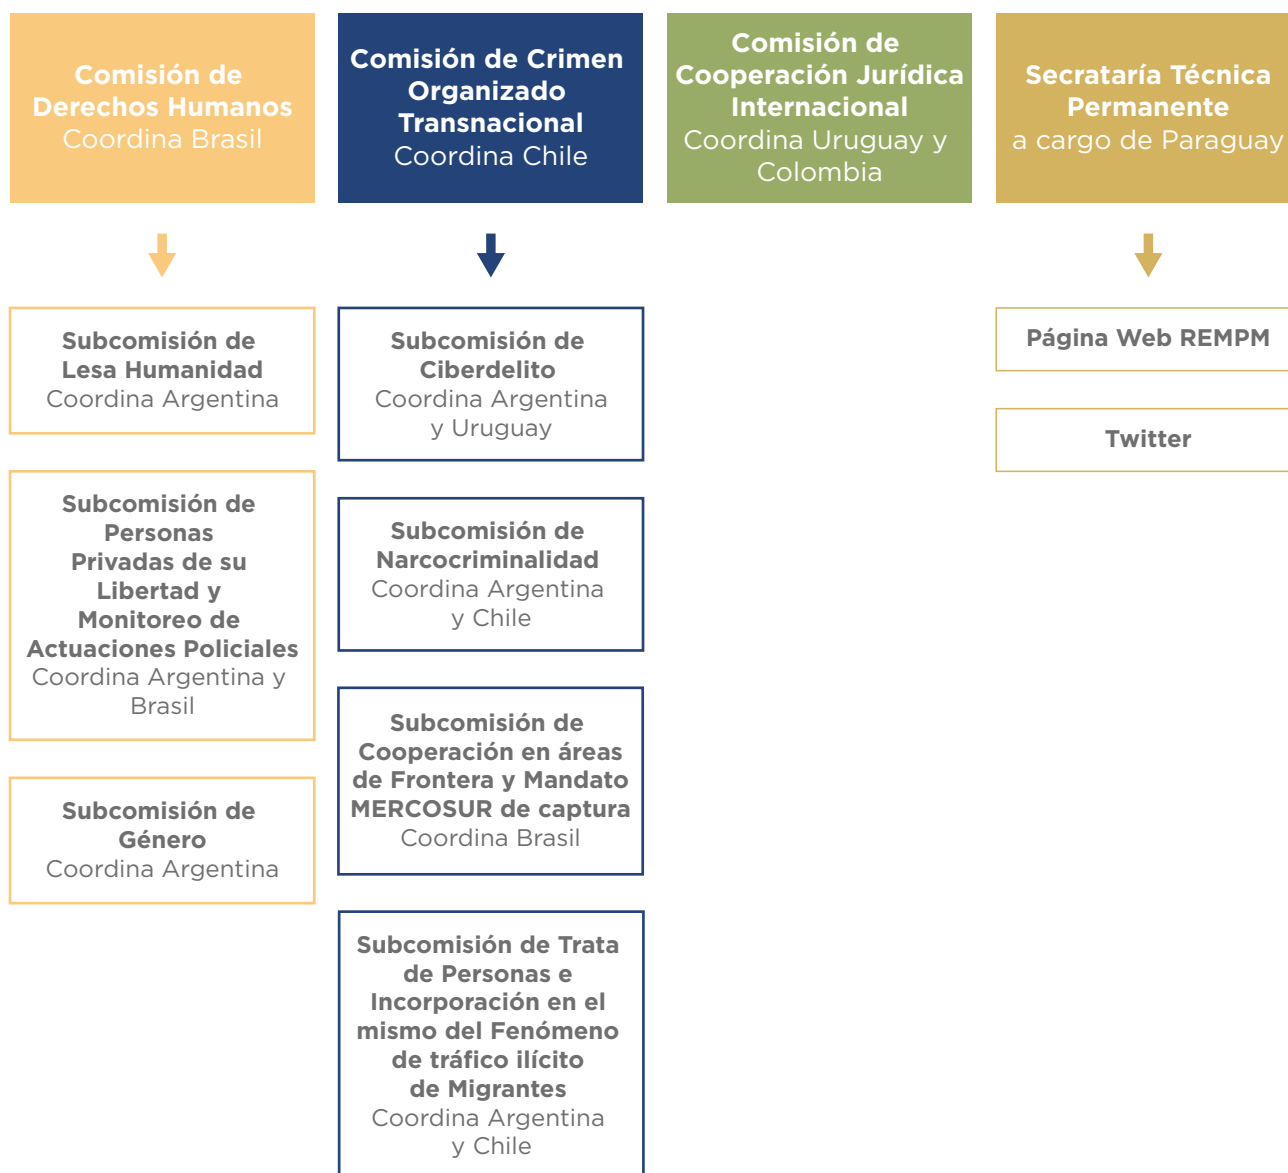 Comisión de
Derechos Humanos
Coordina Brasil
Comisión de Crimen
Organizado
Transnacional
Coordina Chile
Comisión de
Cooperación Jurídica
Internacional
Coordina Uruguay y
Colombia
Secrataría Técnica
Permanente
a cargo de Paraguay
Subcomisión de
Lesa Humanidad
Coordina Argentina
Subcomisión de
Personas
Privadas de su
Libertad y
Monitoreo de
Actuaciones Policiales
Coordina Argentina y
Brasil
Subcomisión de
Género
Coordina Argentina
Subcomisión de
Ciberdelito
Coordina Argentina
y Uruguay
Subcomisión de
Narcocriminalidad
Coordina Argentina
y Chile
Subcomisión de
Cooperación en áreas
de Frontera y Mandato
MERCOSUR de captura
Coordina Brasil
Subcomisión de Trata
de Personas e
Incorporación en el
mismo del Fenómeno
de tráfico ilícito
de Migrantes
Coordina Argentina
y Chile
Página Web REMPM
Twitter